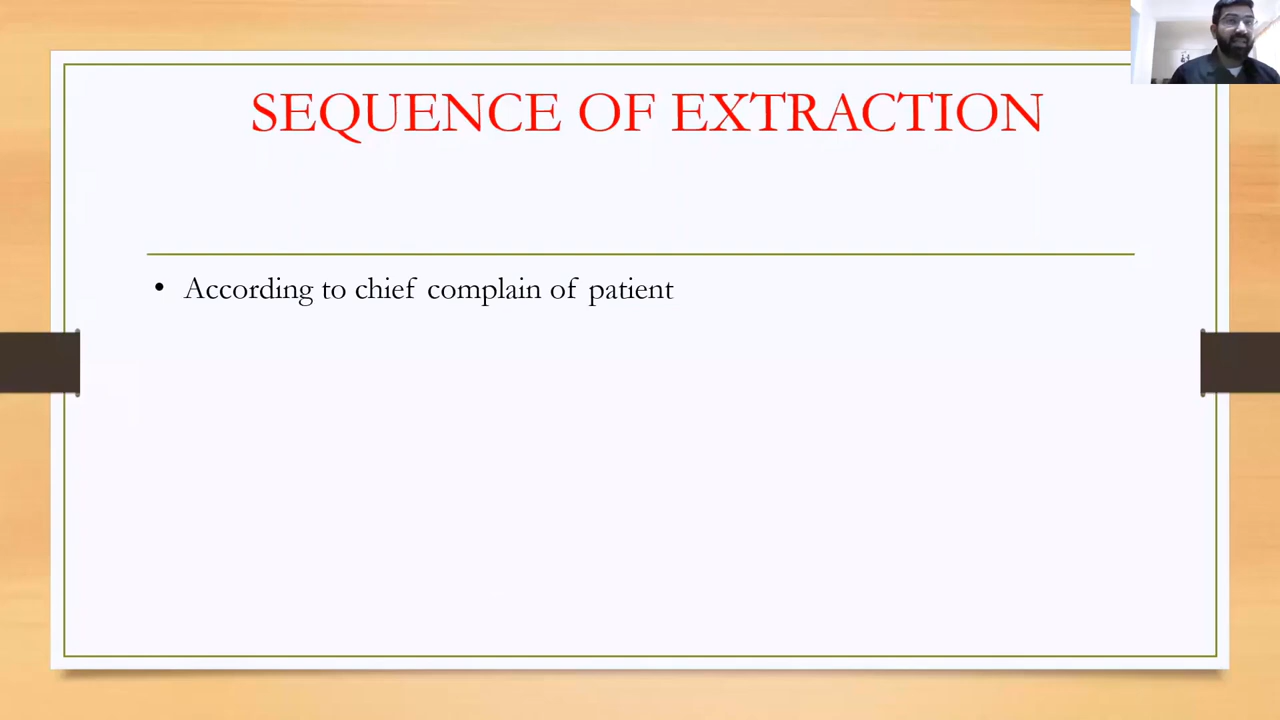 SEQUENCE OF EXTRACTION
• According to chief complain of patient